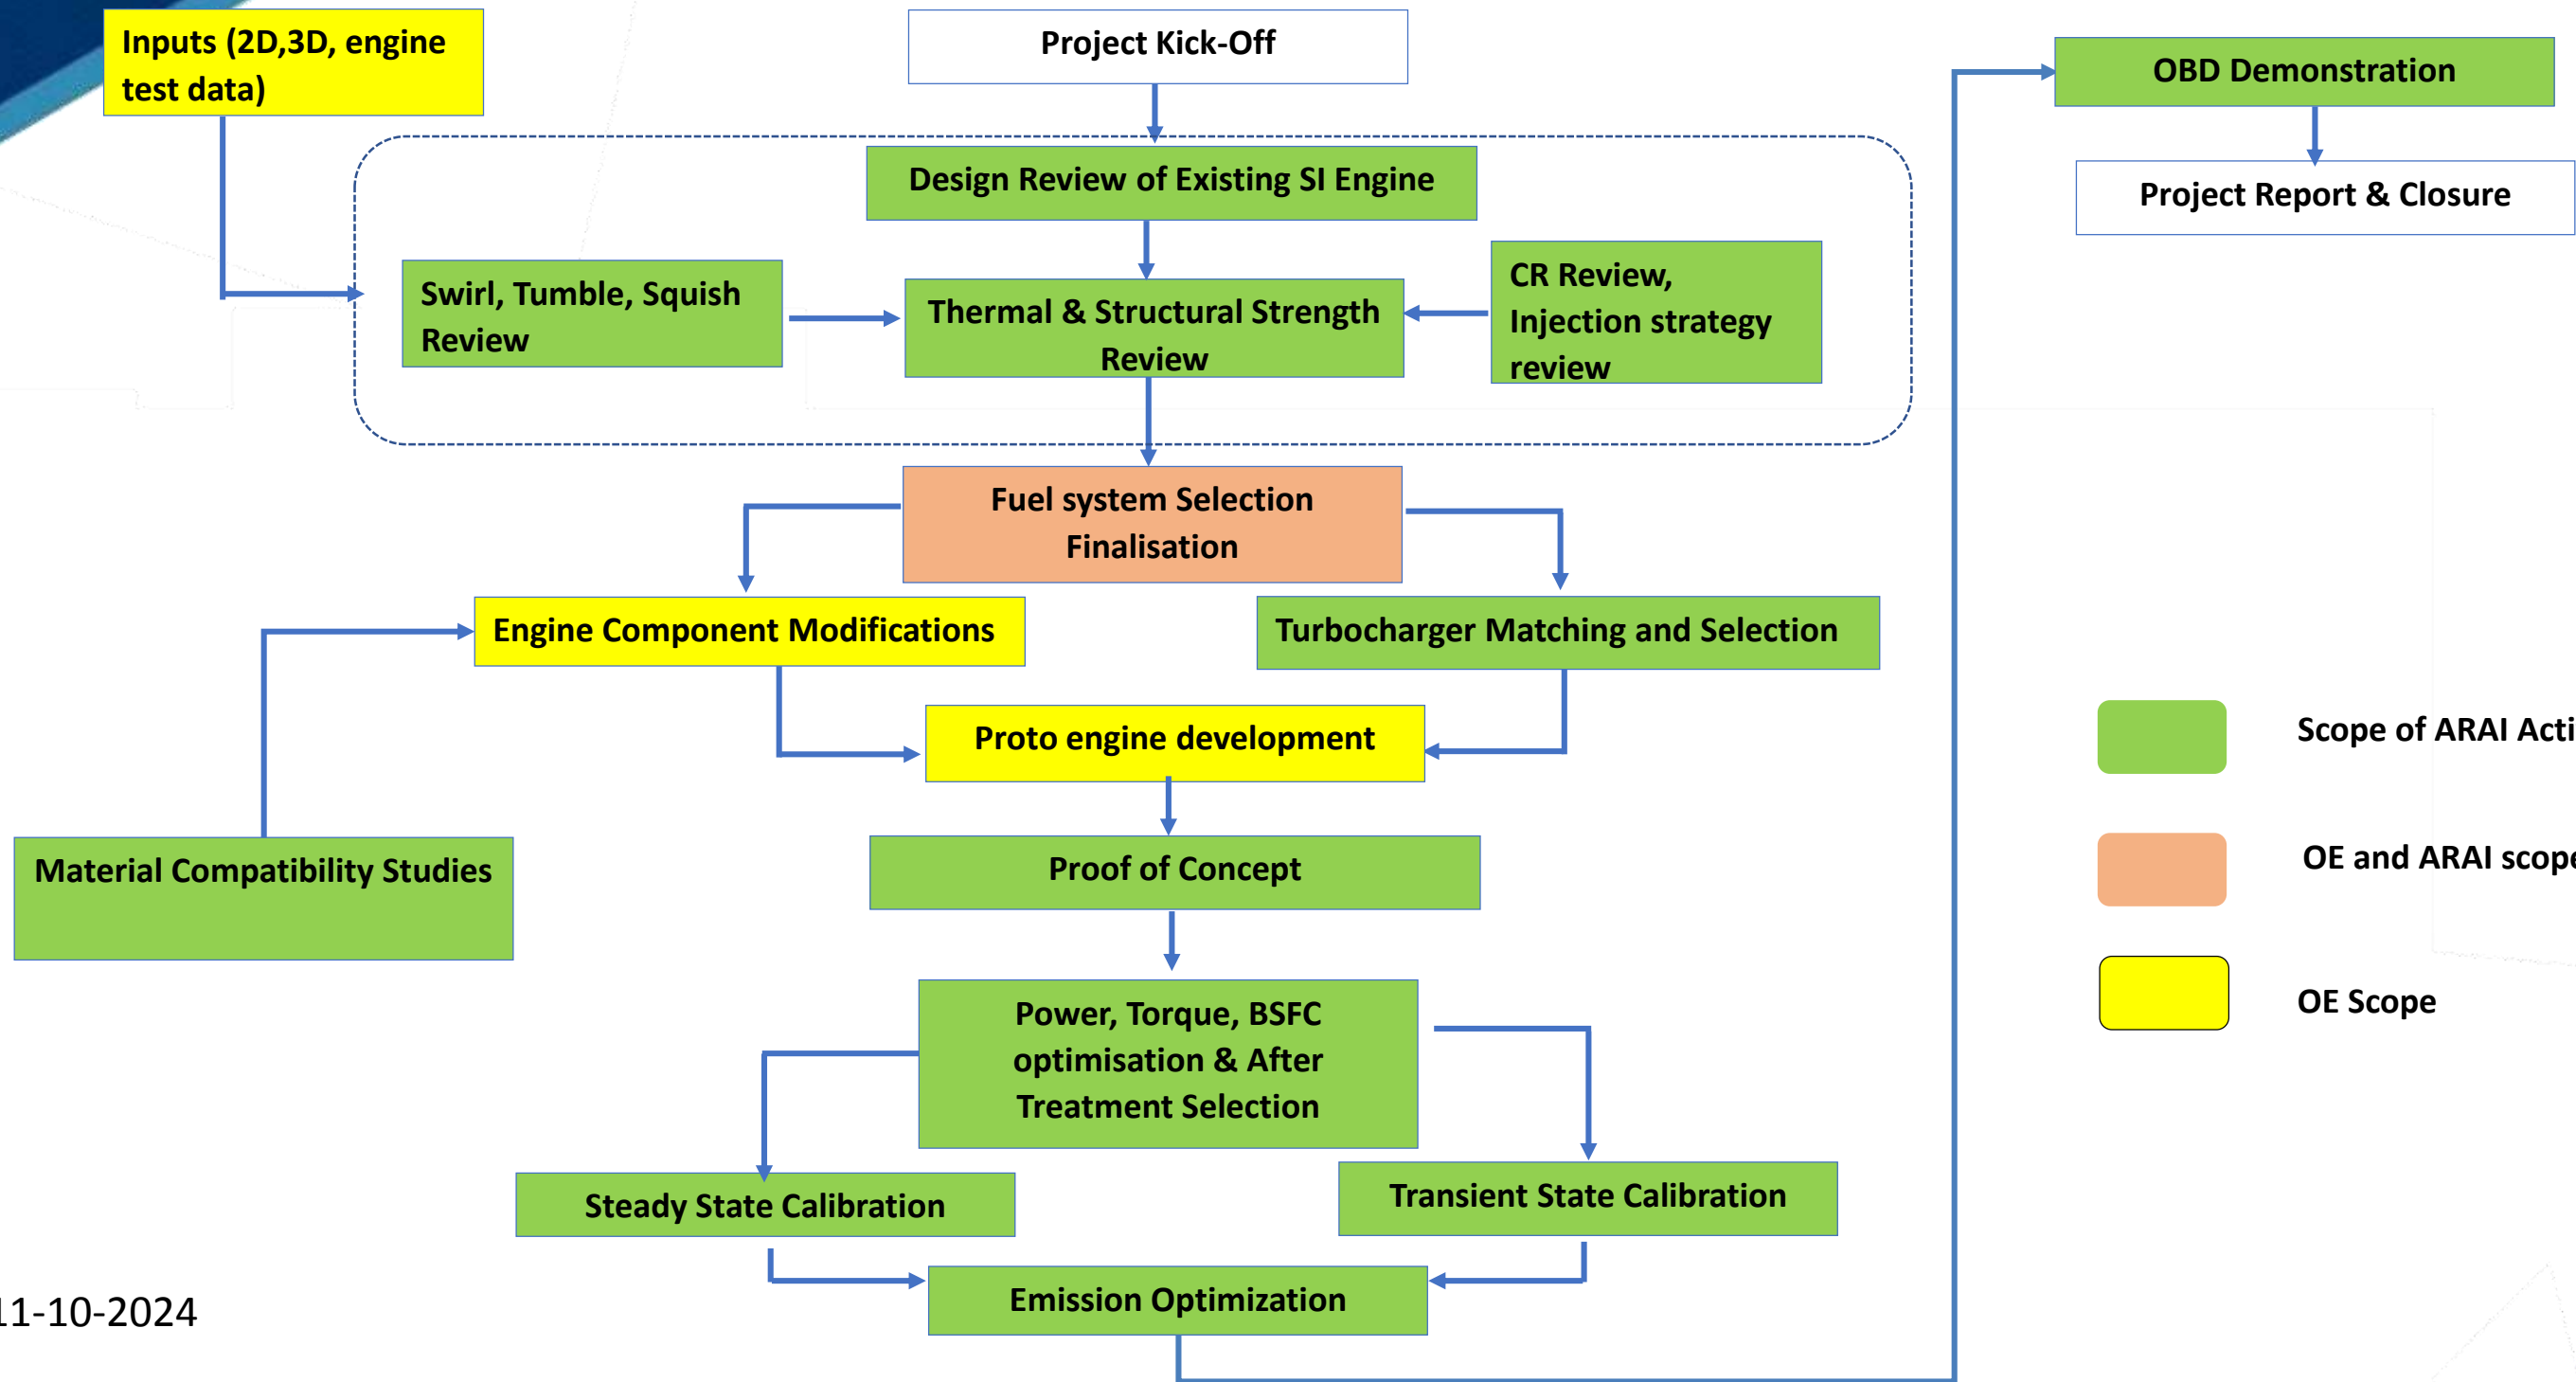 Inputs (2D,3D, engine
test data)
Project Kick-Off
OBD Demonstration
Project Report & Closure
Design Review of Existing SI Engine
Swirl, Tumble, Squish
Review
Thermal & Structural Strength
Review
CR Review,
Injection strategy
review
Fuel system Selection
Finalisation
Engine Component Modifications
Turbocharger Matching and Selection
Proto engine development
Scope of ARAI Acti
Material Compatibility Studies
Proof of Concept
OE and ARAI scope
Power, Torque, BSFC
optimisation & After
Treatment Selection
OE Scope
Steady State Calibration
Transient State Calibration
Emission Optimization
11-10-2024